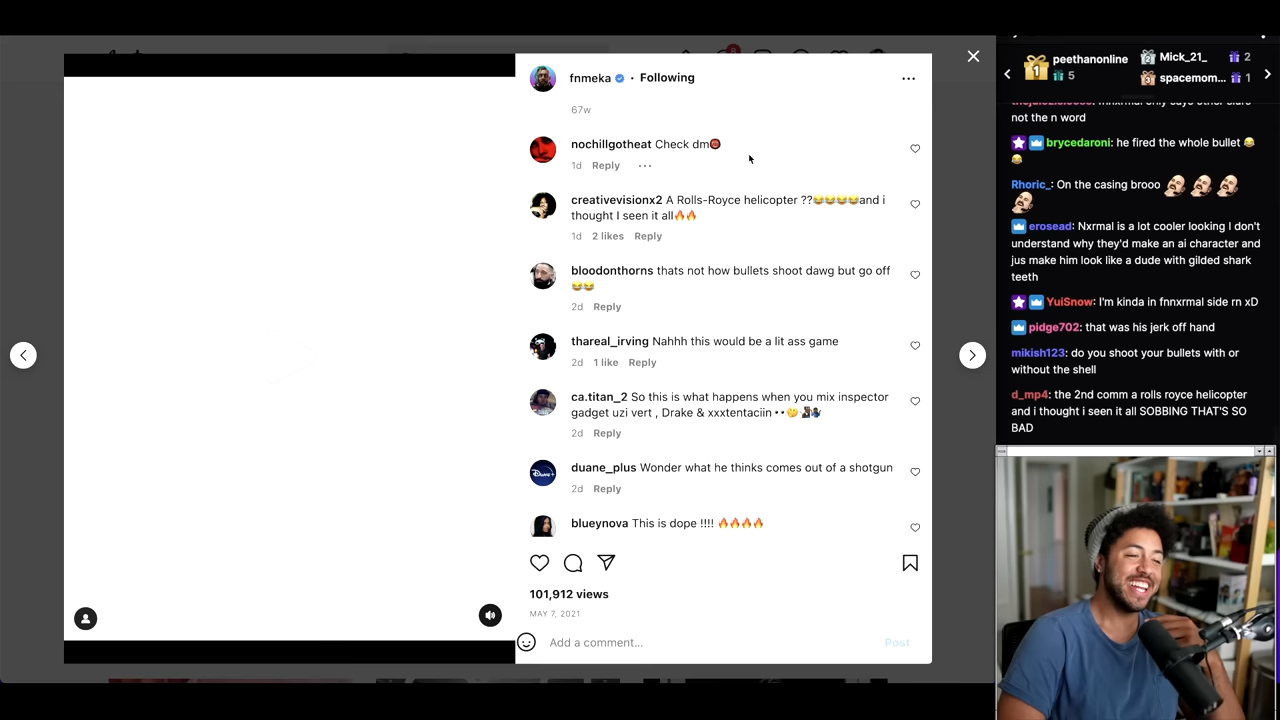 fnmeka • Following
67w
nochillgotheat Check dm
1d Reply
creativevisionx2 A Rolls-Royce helicopter ??😂😂😂😂and i
thought I seen it all🔥🔥
1d 2 likes Reply
bloodonthorns thats not how bullets shoot dawg but go off
😂😂
2d Reply
thareal_irving Nahhh this would be a lit ass game
2d 1 like Reply
ca.titan_2 So this is what happens when you mix inspector
gadget uzi vert , Drake & xxxtentaciin
2d Reply
duane_plus Wonder what he thinks comes out of a shotgun
2d Reply
blueynova This is dope !!!! 🔥🔥🔥🔥
101,912 views
MAY 7, 2021
Add a comment...
Post
1 peethanonline
5
Mick_21_ 2
spacemom... 1
not the n word
brycedaroni: he fired the whole bullet 😂
😂
Rhoric_: On the casing brooo
erosead: Nxrmal is a lot cooler looking I don't
understand why they'd make an ai character and
jus make him look like a dude with gilded shark
teeth
YuiSnow: I'm kinda in fnnxrmal side rn xD
pidge702: that was his jerk off hand
mikish123: do you shoot your bullets with or
without the shell
d_mp4: the 2nd comm a rolls royce helicopter
and i thought i seen it all SOBBING THAT'S SO
BAD